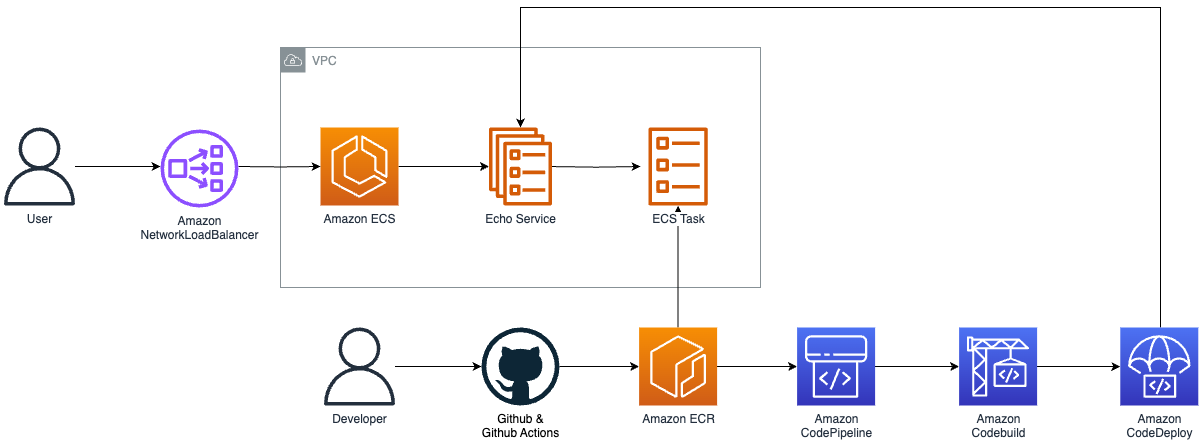 VPC
User
Amazon
NetworkLoadBalancer
Amazon ECS
Echo Service
ECS Task
Developer
Github &
Github Actions
Amazon ECR
Amazon
CodePipeline
Amazon
Codebuild
Amazon
CodeDeploy